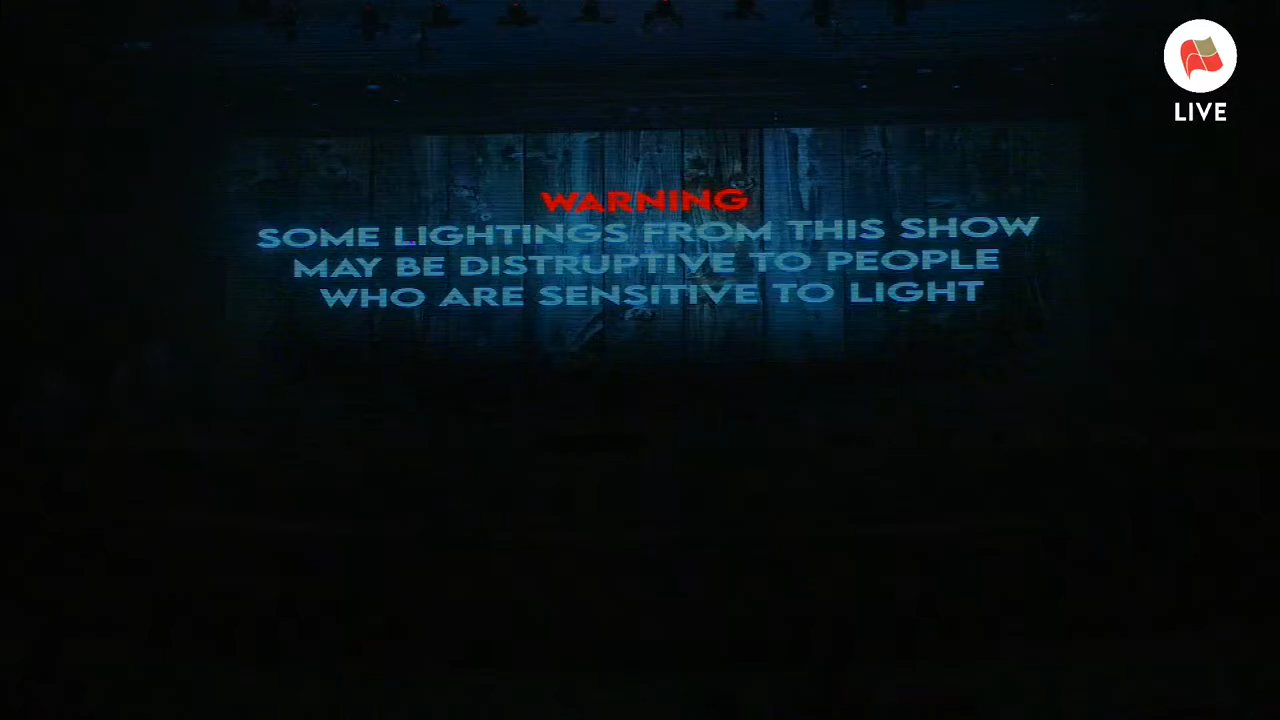 LIVE
WARNING
SOME LIGHTINGS FROM THIS SHOW
MAY BE DISTRUPTIVE TO PEOPLE
WHO ARE SENSITIVE TO LIGHT